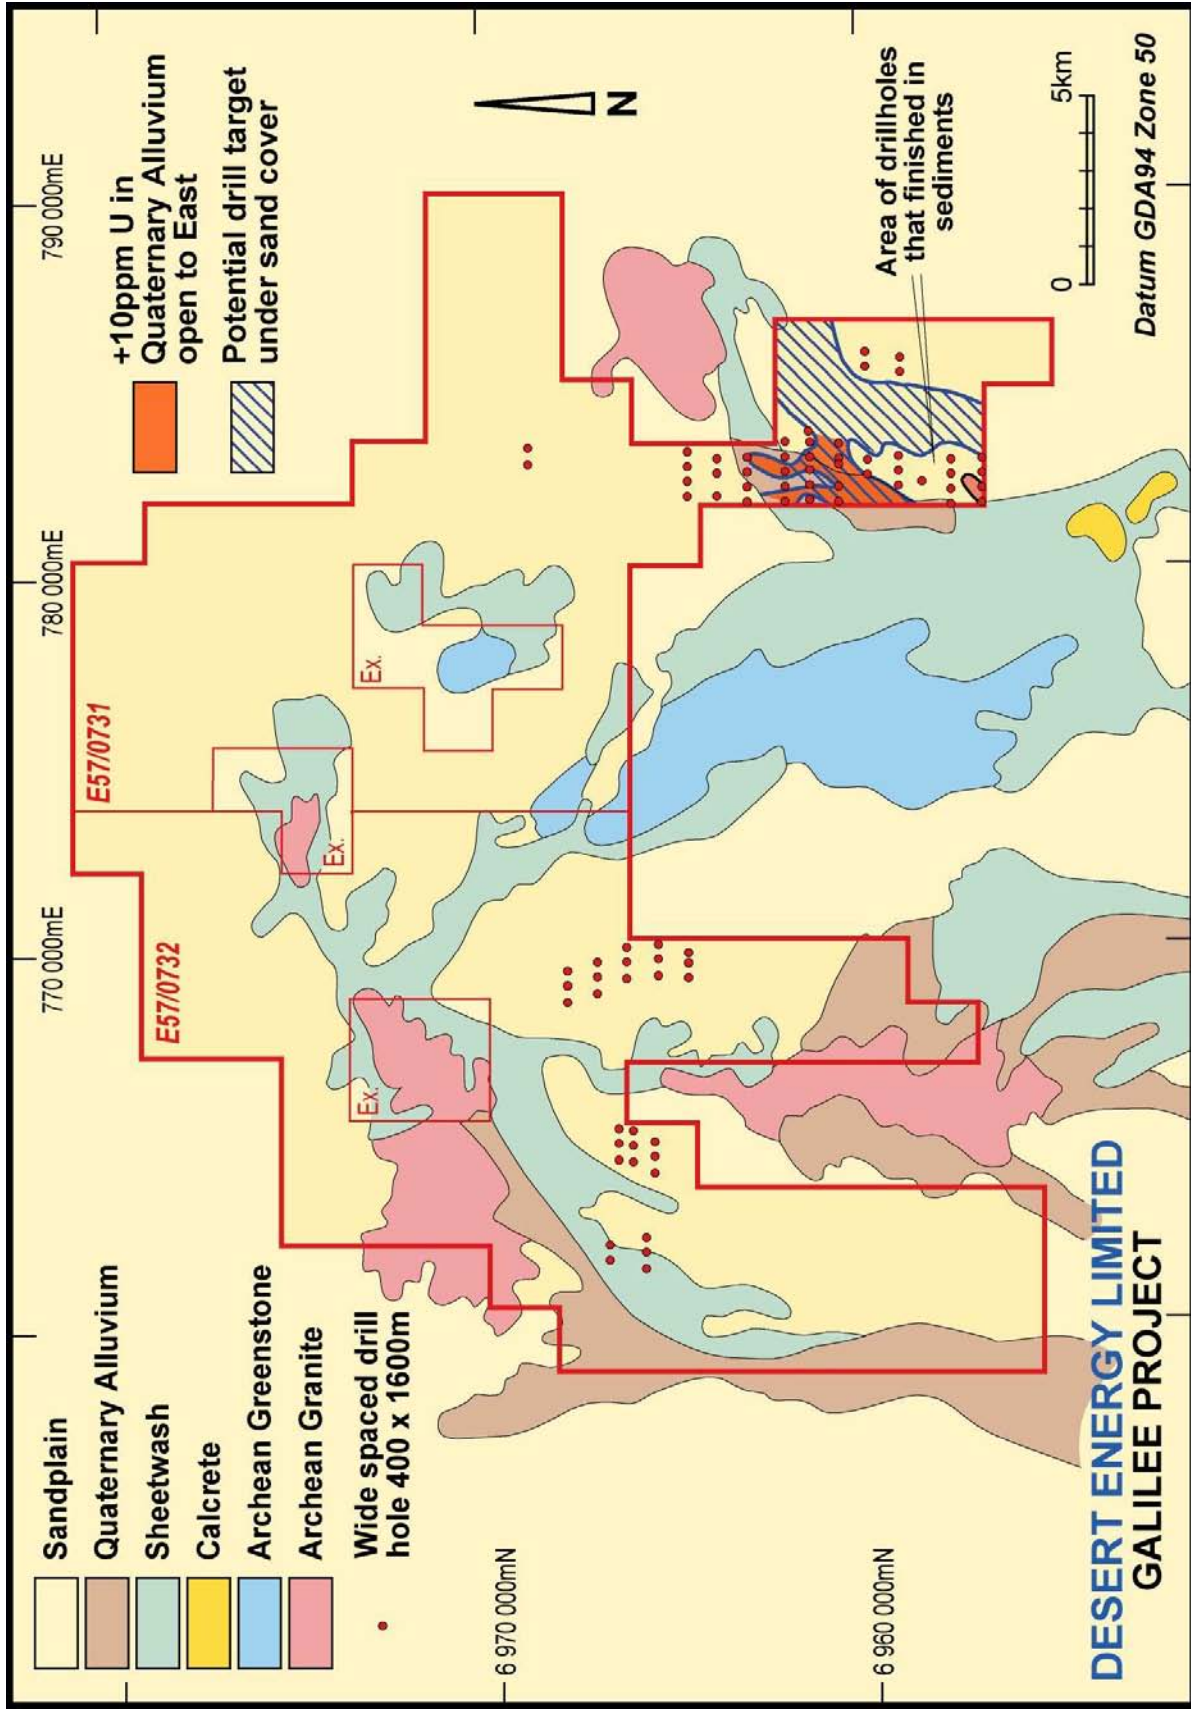 Sandplain
Quaternary Alluvium
Sheetwash
Calcrete
Archean Greenstone
Archean Granite
Wide spaced drill
hole 400 x 1600m
+10ppm U in
Quaternary Alluvium
open to East
Potential drill target
under sand cover
770 000mE
780 000mE
790 000mE
6 970 000mN
6 960 000mN
E57/0732
E57/0731
Ex.
Ex.
Ex.
N
Area of drillholes
that finished in
sediments
0
5km
Datum GDA94 Zone 50
DESERT ENERGY LIMITED
GALILEE PROJECT